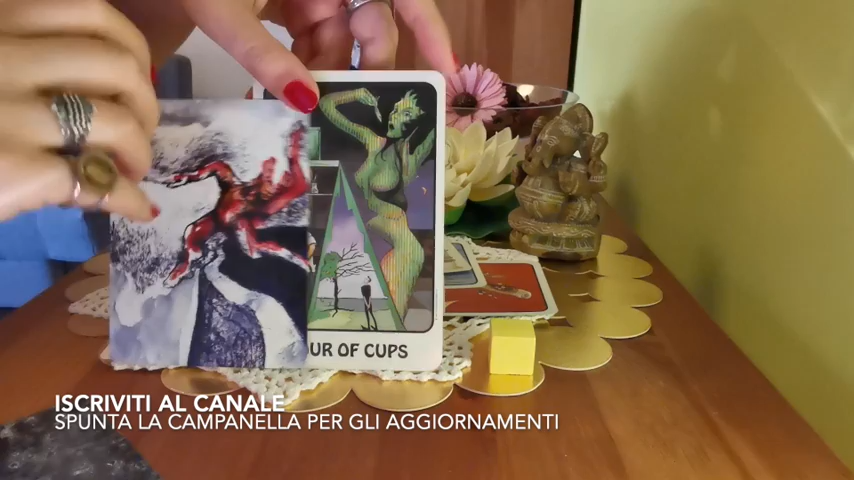 UR OF CUPS
ISCRIVITI AL CANALE
SPUNTA LA CAMPANELLA PER GLI AGGIORNAMENTI